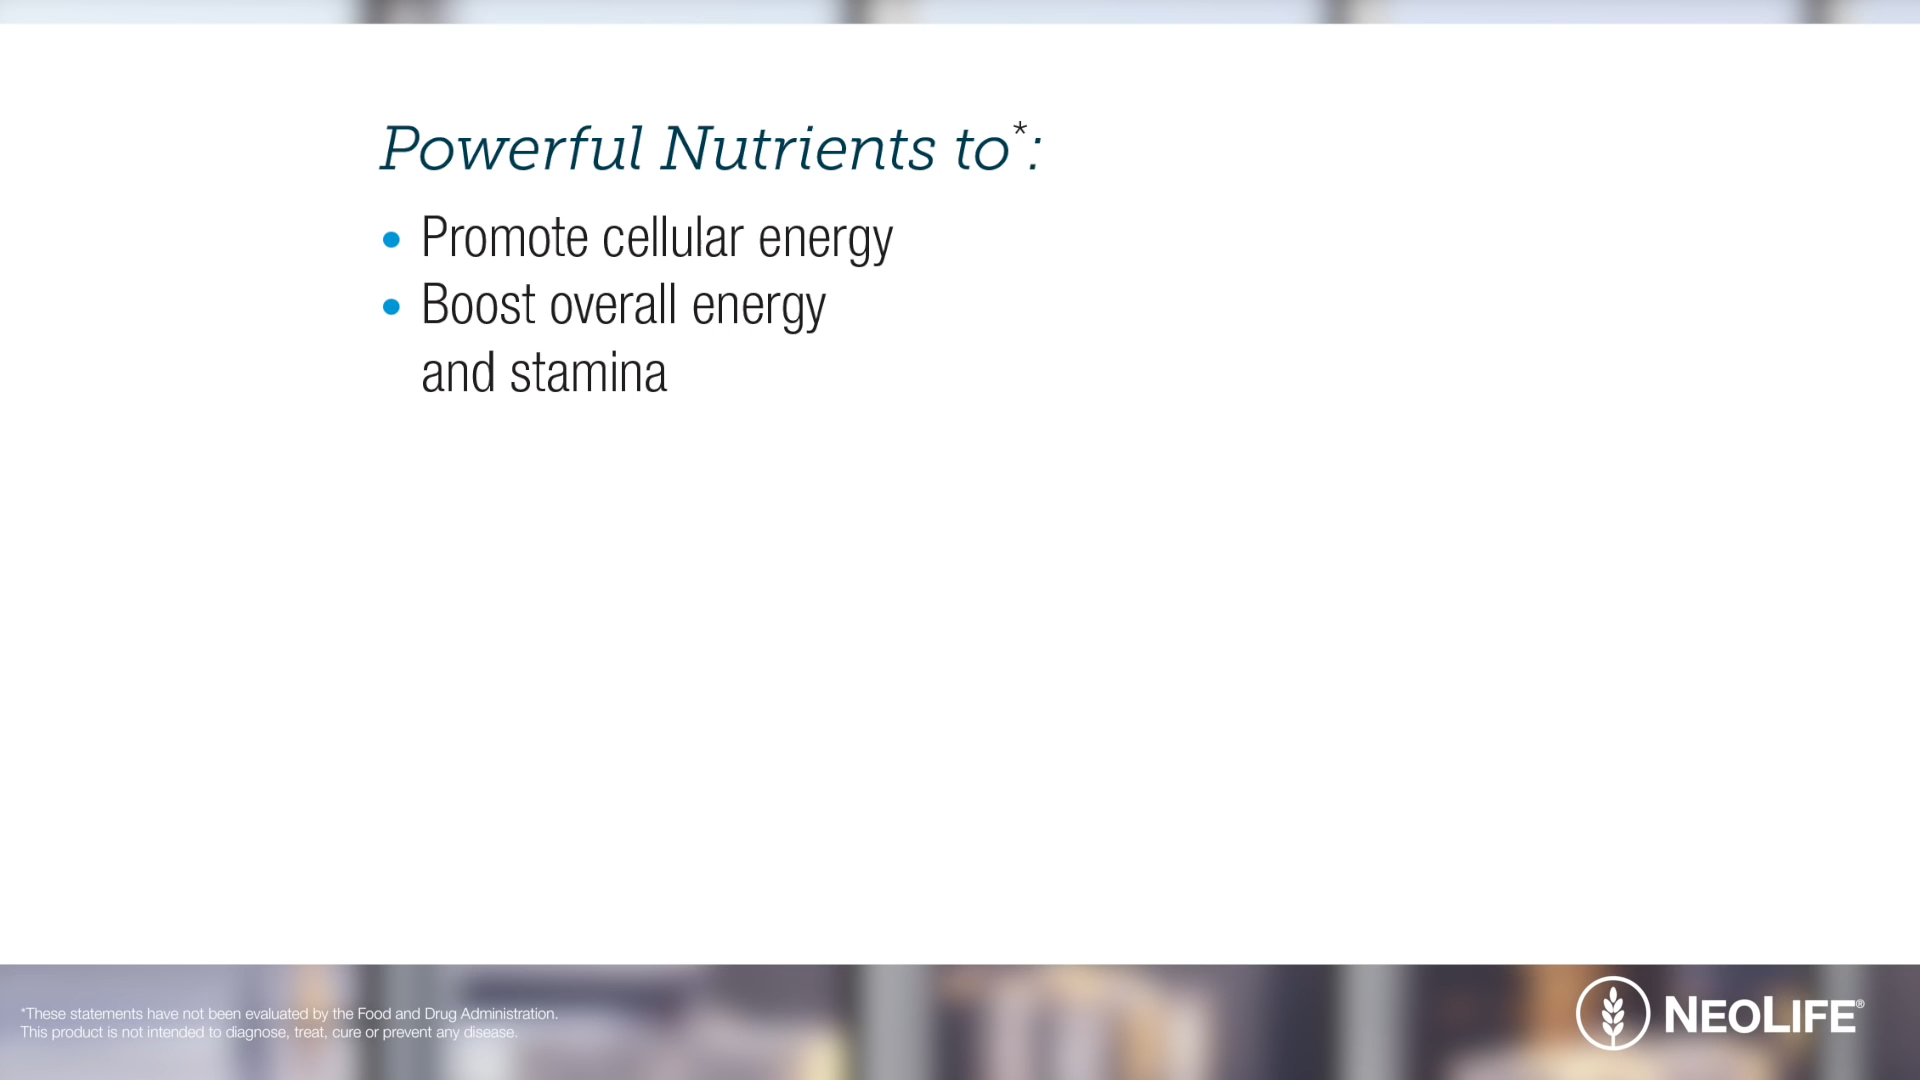 Powerful Nutrients to*:
• Promote cellular energy
• Boost overall energy
and stamina
*These statements have not been evaluated by the Food and Drug Administration.
This product is not intended to diagnose, treat, cure or prevent any disease.
NEOLIFE®